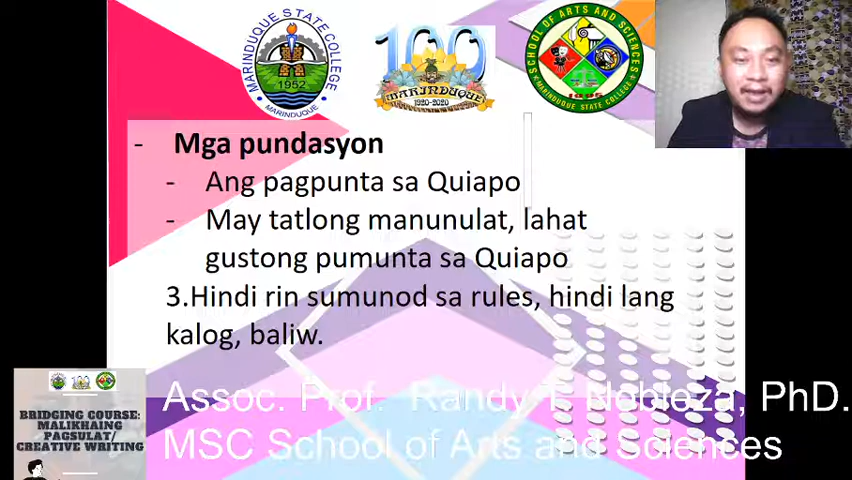 MARINDUQUE STATE COLLEGE
1952
MARINDUQUE
100
MARINDUQUE
1920-2020
SCHOOL OF ARTS AND SCIENCES
MARINDUQUE STATE COLLEGE
- Mga pundasyon
- Ang pagpunta sa Quiapo
- May tatlong manunulat, lahat
gustong pumunta sa Quiapo
3.Hindi rin sumunod sa rules, hindi lang
kalog, baliw.
BRIDGING COURSE:
MALIKHAING
PAGSULAT/
CREATIVE WRITING
Assoc. Prof. Randy T. Nobleza, PhD.
MSC School of Arts and Sciences